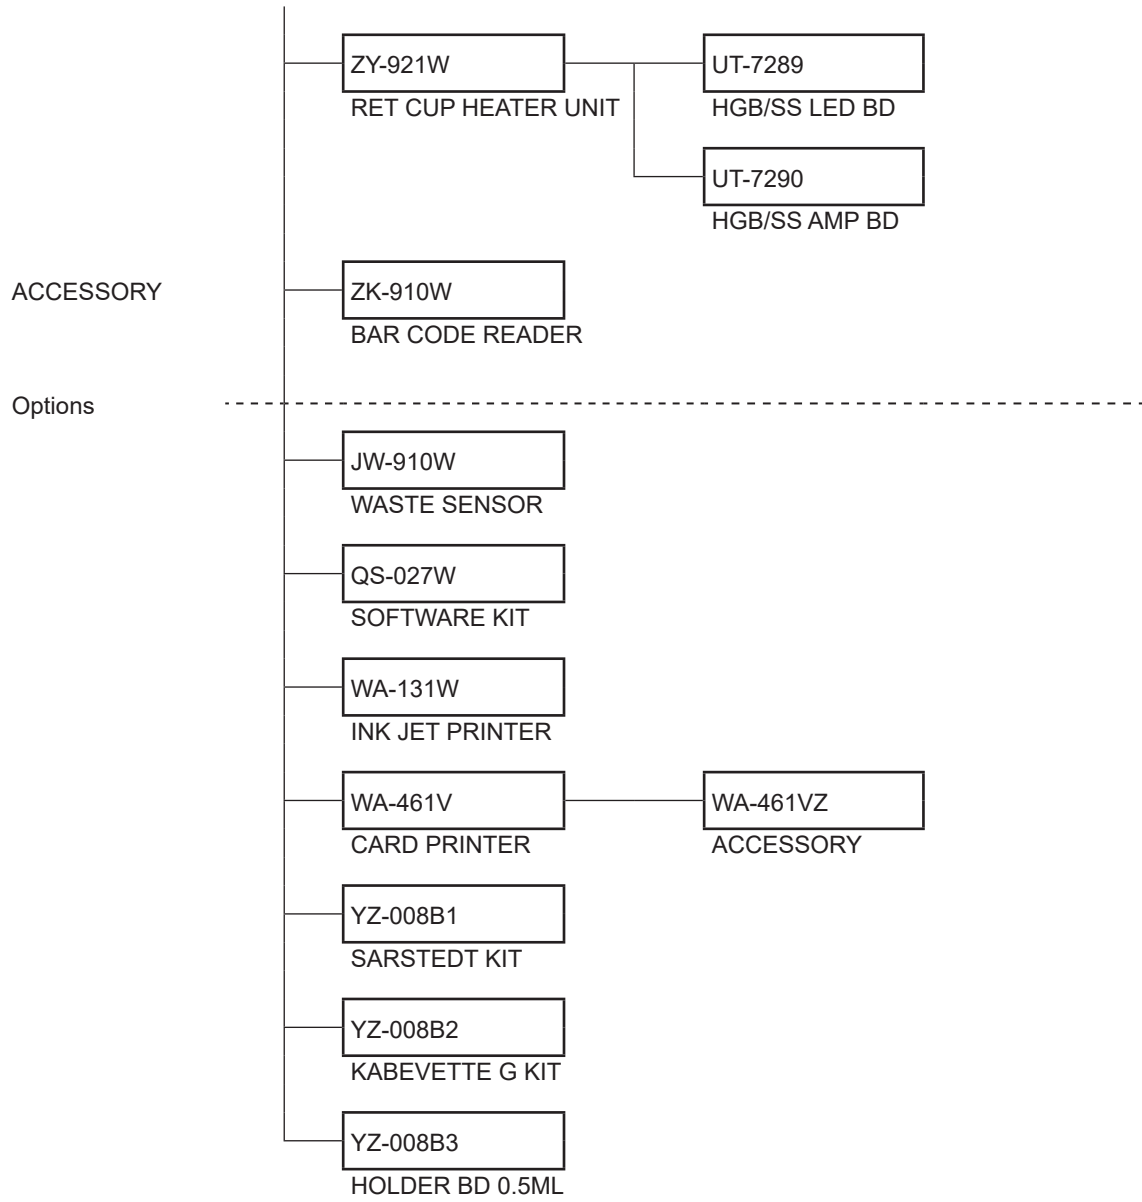 ZY-921W
RET CUP HEATER UNIT
UT-7289
HGB/SS LED BD
UT-7290
HGB/SS AMP BD
ACCESSORY
ZK-910W
BAR CODE READER
Options
JW-910W
WASTE SENSOR
QS-027W
SOFTWARE KIT
WA-131W
INK JET PRINTER
WA-461V
CARD PRINTER
WA-461VZ
ACCESSORY
YZ-008B1
SARSTEDT KIT
YZ-008B2
KABEVETTE G KIT
YZ-008B3
HOLDER BD 0.5ML